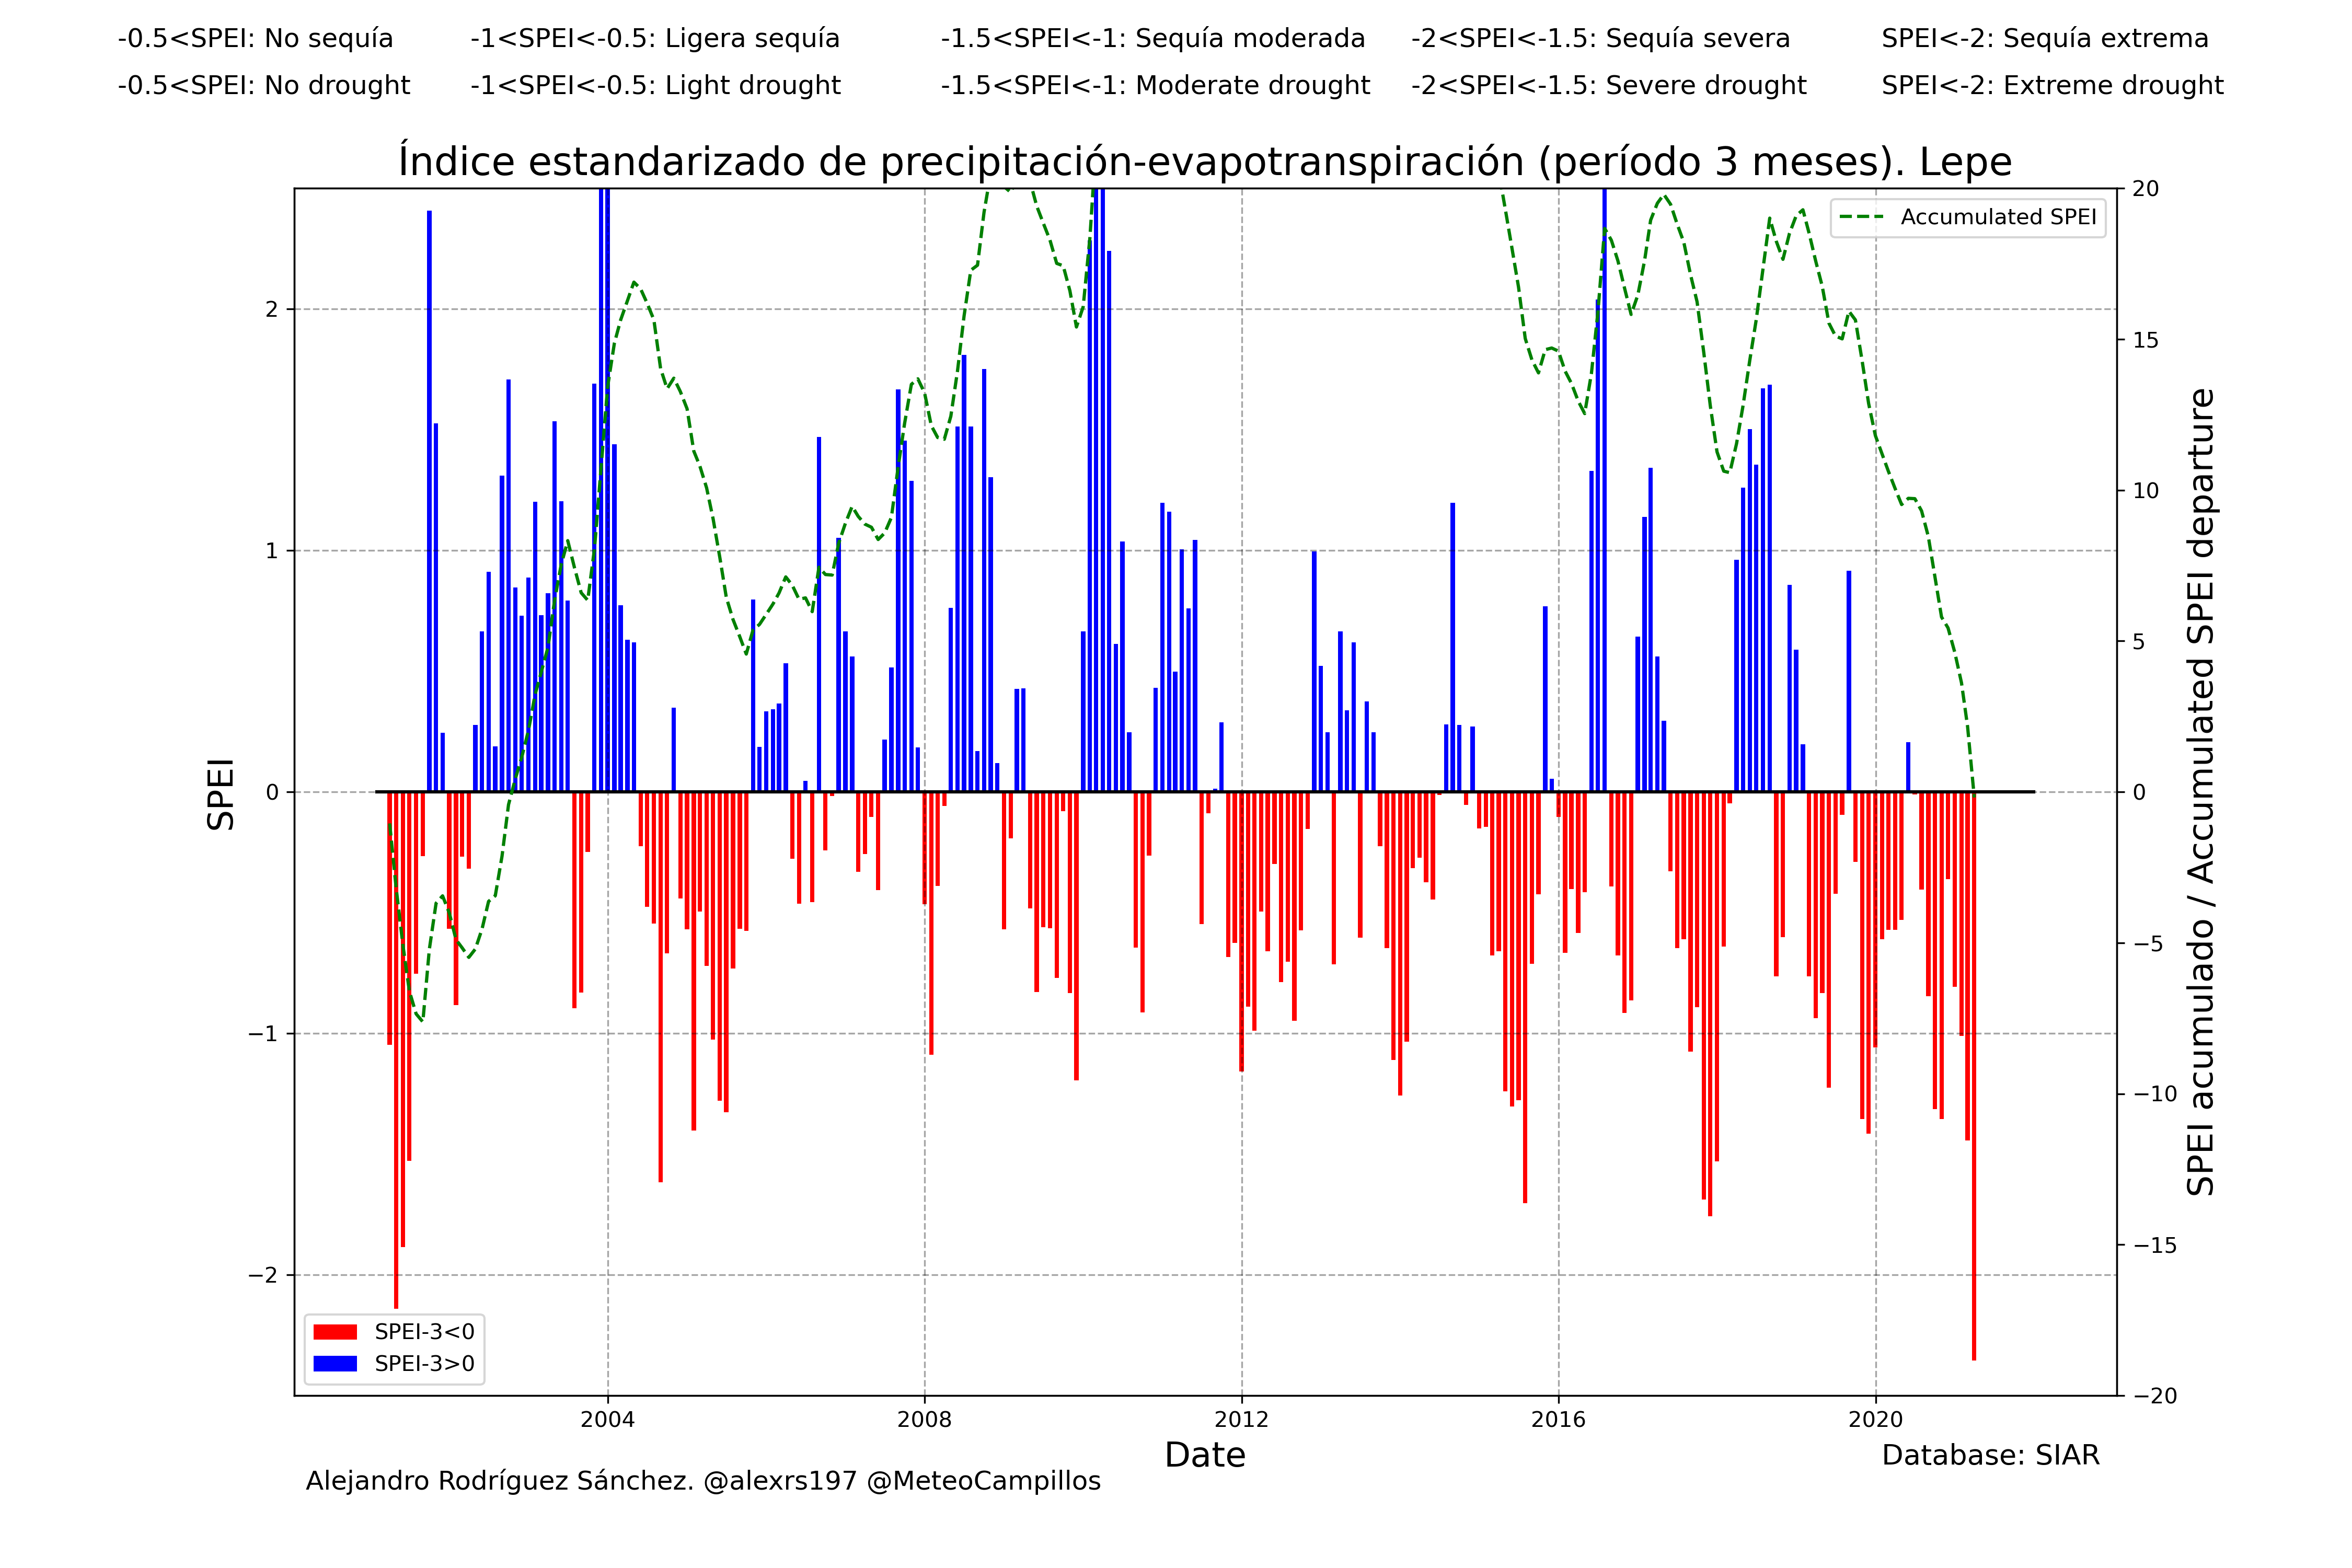 -0.5<SPEI: No sequía -1<SPEI<-0.5: Ligera sequía -1.5<SPEI<-1: Sequía moderada -2<SPEI<-1.5: Sequía severa SPEI<-2: Sequía extrema
-0.5<SPEI: No drought -1<SPEI<-0.5: Light drought -1.5<SPEI<-1: Moderate drought -2<SPEI<-1.5: Severe drought SPEI<-2: Extreme drought
Índice estandarizado de precipitación-evapotranspiración (período 3 meses). Lepe
Accumulated SPEI
SPEI
2
1
0
−1
−2
20
15
10
5
0
−5
−10
−15
−20
SPEI acumulado / Accumulated SPEI departure
SPEI-3<0
SPEI-3>0
2004 2008 2012 2016 2020
Date
Database: SIAR
Alejandro Rodríguez Sánchez. @alexrs197 @MeteoCampillos